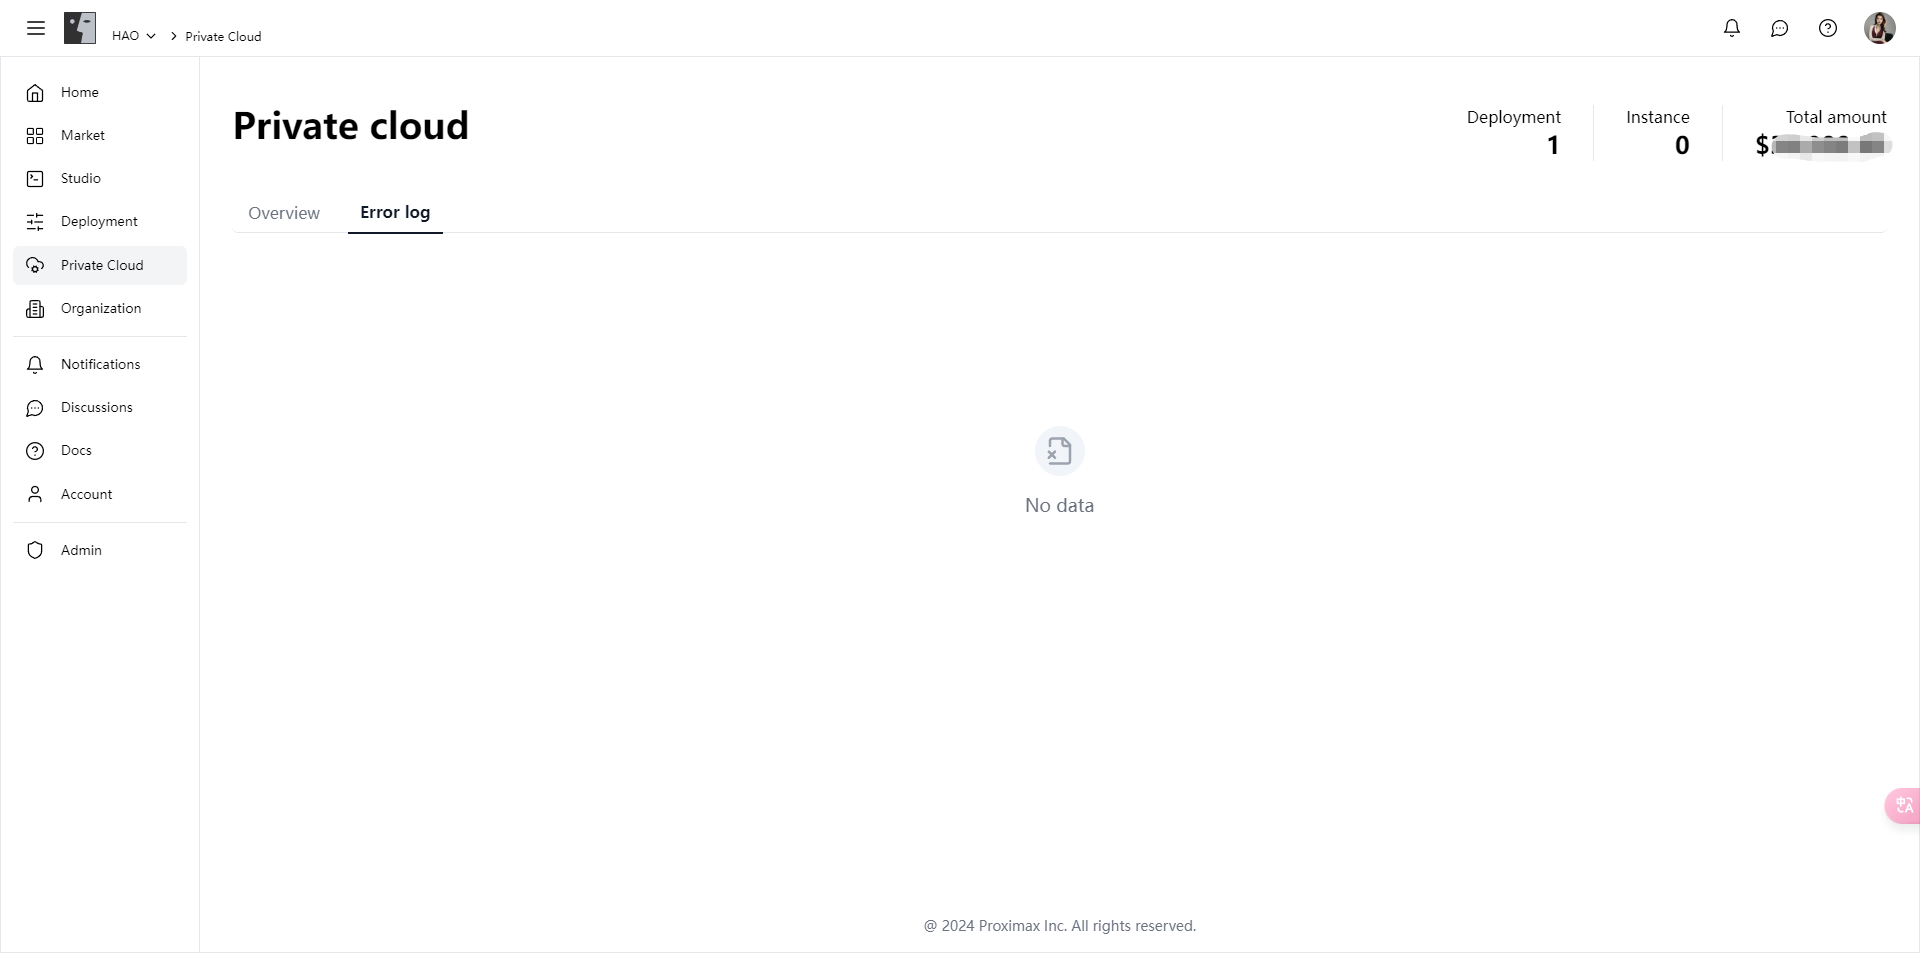 HAO
Private Cloud
Home
Market
Studio
Deployment
Private Cloud
Organization
Notifications
Discussions
Docs
Account
Admin
Private cloud
Deployment
1
Instance
0
Total amount
$
Overview
Error log
No data
@ 2024 Proximax Inc. All rights reserved.